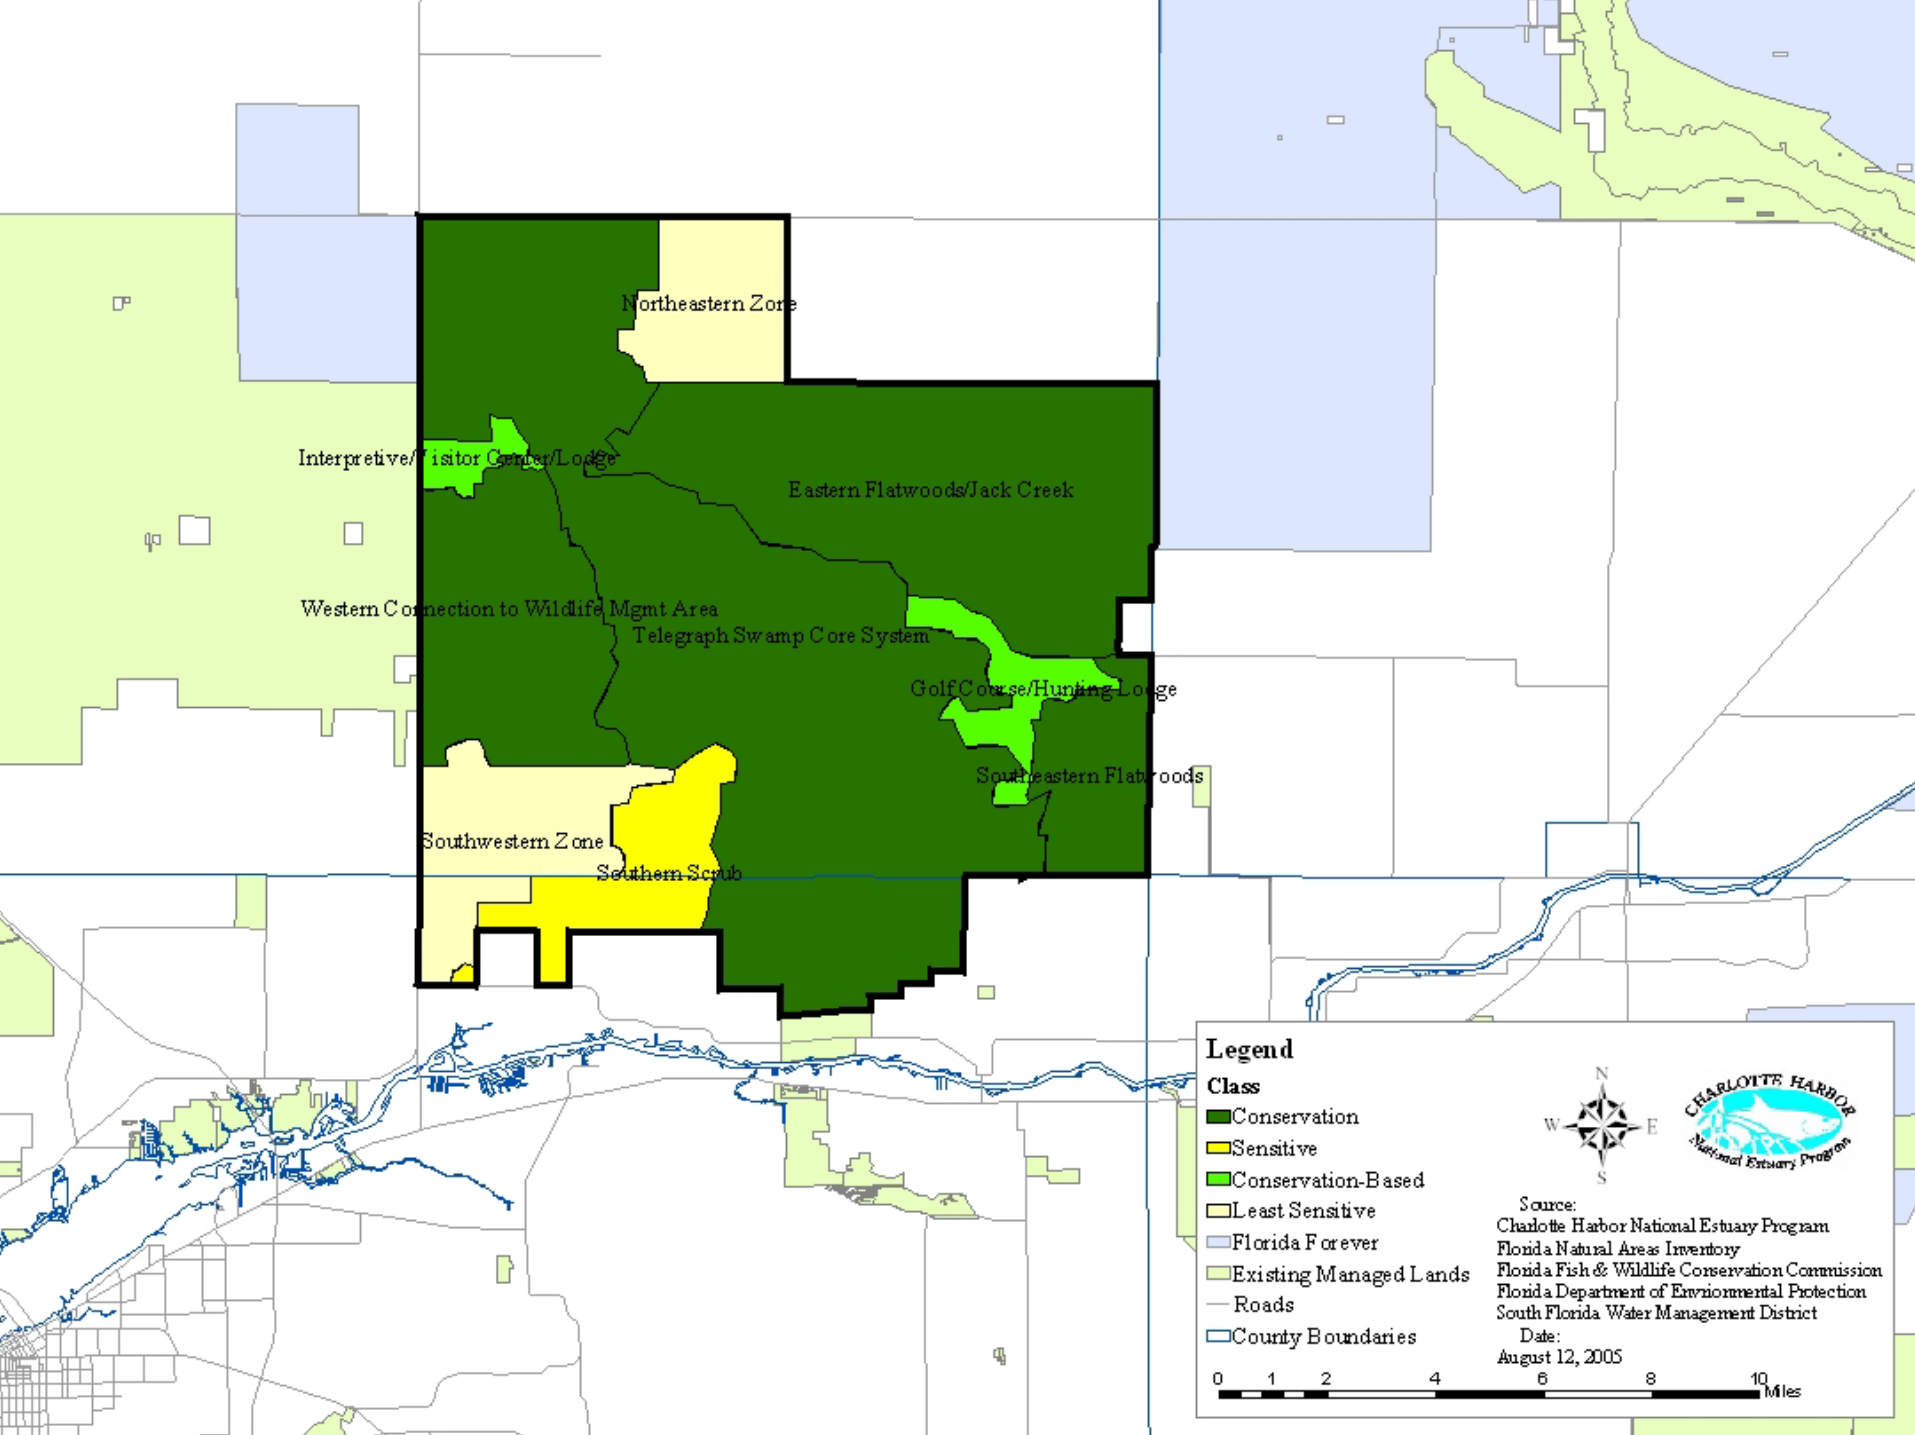 Northeastern Zone
Interpretive/Visitor Center/Lodge
Eastern Flatwoods/Jack Creek
Western Connection to Wildlife Mgmt Area
Telegraph Swamp Core System
Golf Course/Hunting Lodge
Southeastern Flatwoods
Southwestern Zone
Southern Scrub
Legend
Class
Conservation
Sensitive
Conservation-Based
Least Sensitive
Florida Forever
Existing Managed Lands
Roads
County Boundaries
N
W E
S
CHARLOTTE HARBOR
National Estuary Program
Source:
Charlotte Harbor National Estuary Program
Florida Natural Areas Inventory
Florida Fish & Wildlife Conservation Commission
Florida Department of Envrionmental Protection
South Florida Water Management District
Date:
August 12, 2005
0 1 2 4 6 8 10
Miles